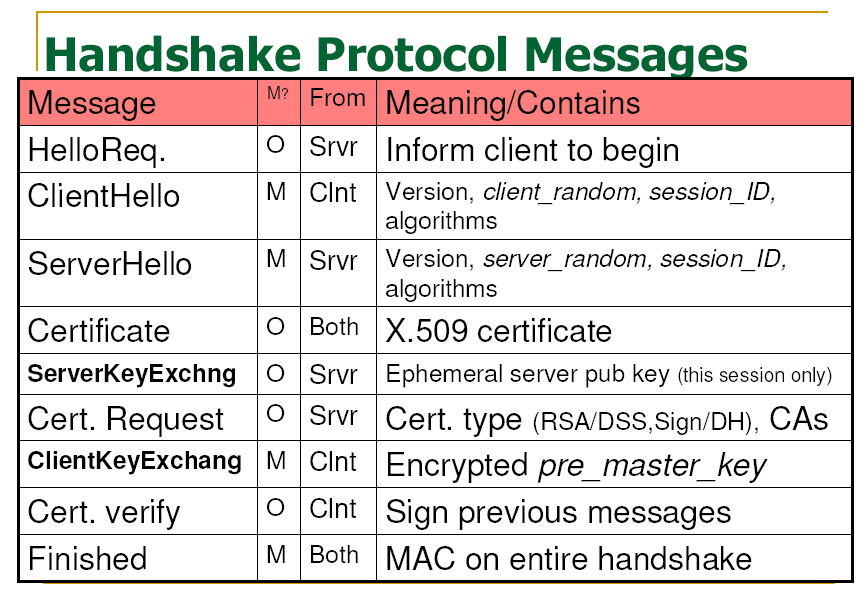 Handshake Protocol Messages
Message M? From Meaning/Contains
HelloReq. O Srvr Inform client to begin
ClientHello M Clnt Version, client_random, session_ID,
algorithms
ServerHello M Srvr Version, server_random, session_ID,
algorithms
Certificate O Both X.509 certificate
ServerKeyExchng O Srvr Ephemeral server pub key (this session only)
Cert. Request O Srvr Cert. type (RSA/DSS,Sign/DH), CAs
ClientKeyExchang M Clnt Encrypted pre_master_key
Cert. verify O Clnt Sign previous messages
Finished M Both MAC on entire handshake